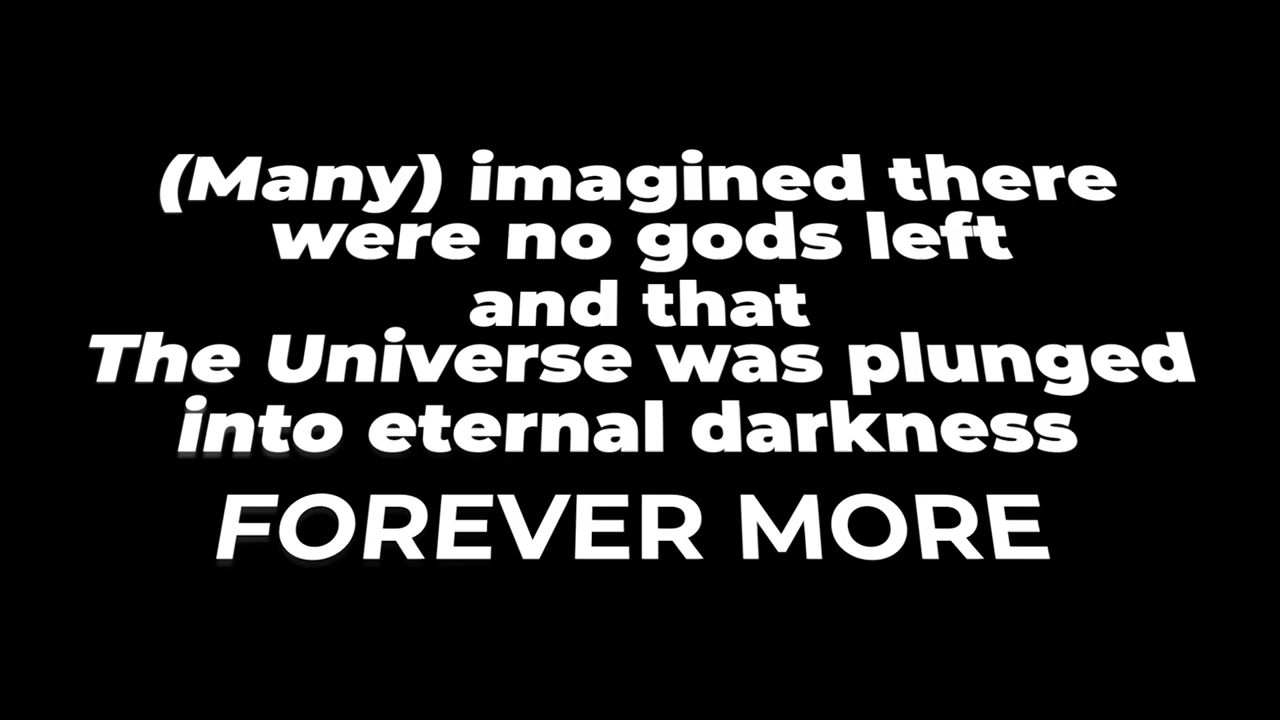 (Many) imagined there
were no gods left
and that
The Universe was plunged
into eternal darkness
FOREVER MORE